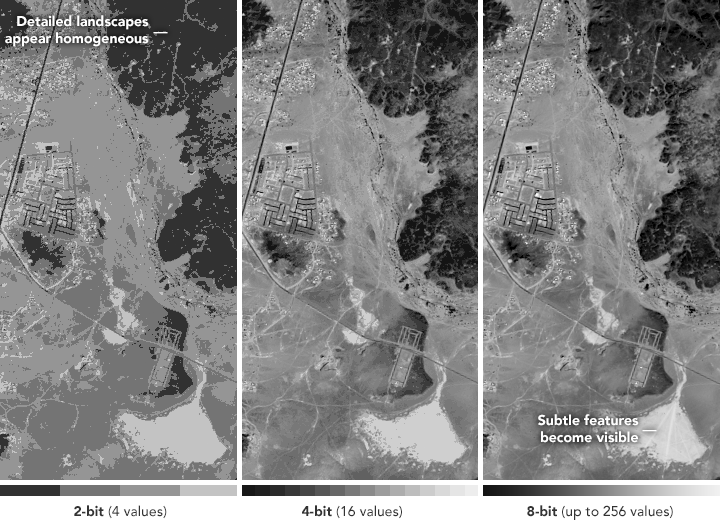 Detailed landscapes
appear homogeneous
Subtle features
become visible
2-bit (4 values)
4-bit (16 values)
8-bit (up to 256 values)